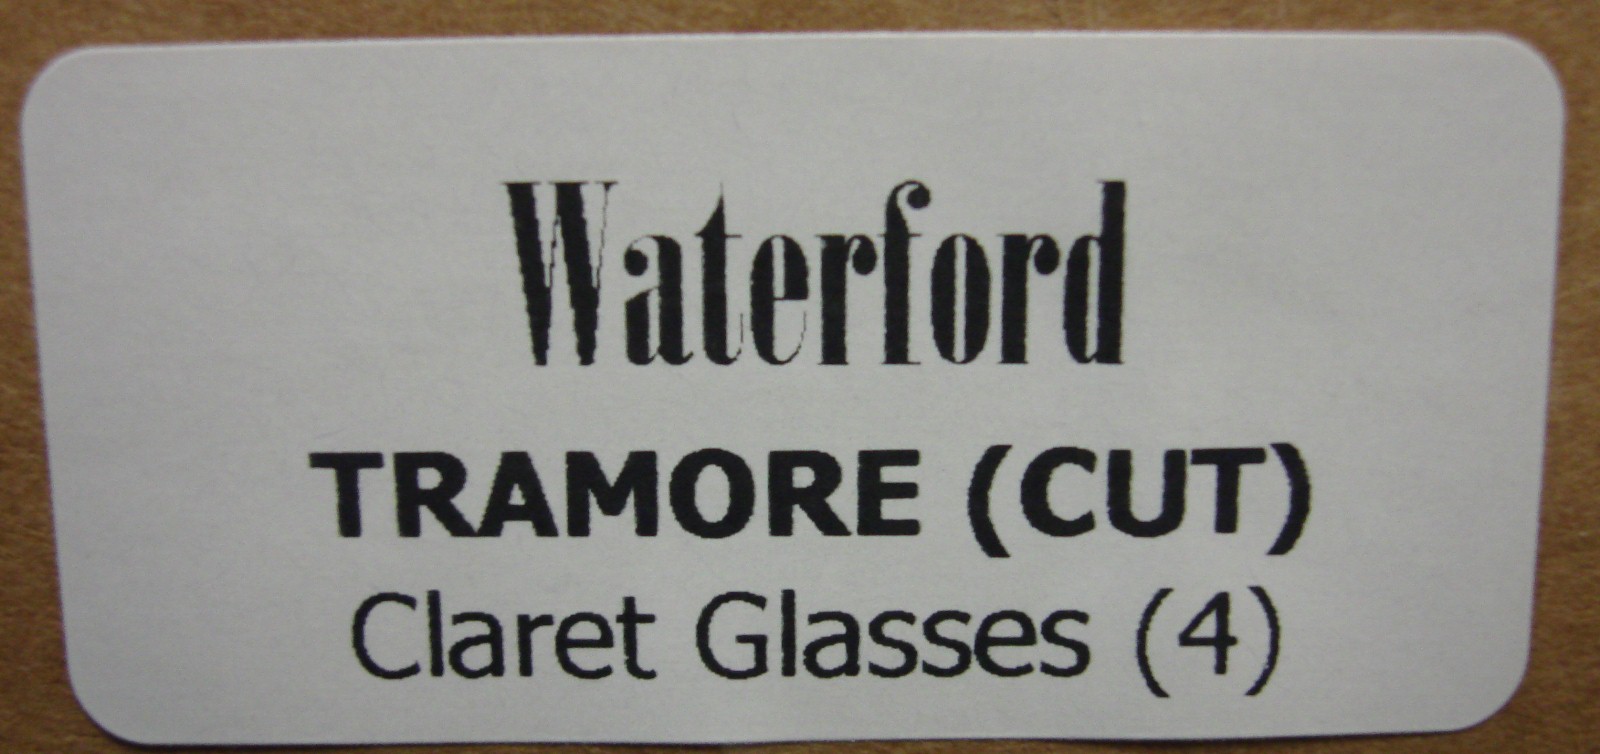 Waterford
TRAMORE (CUT)
Claret Glasses (4)